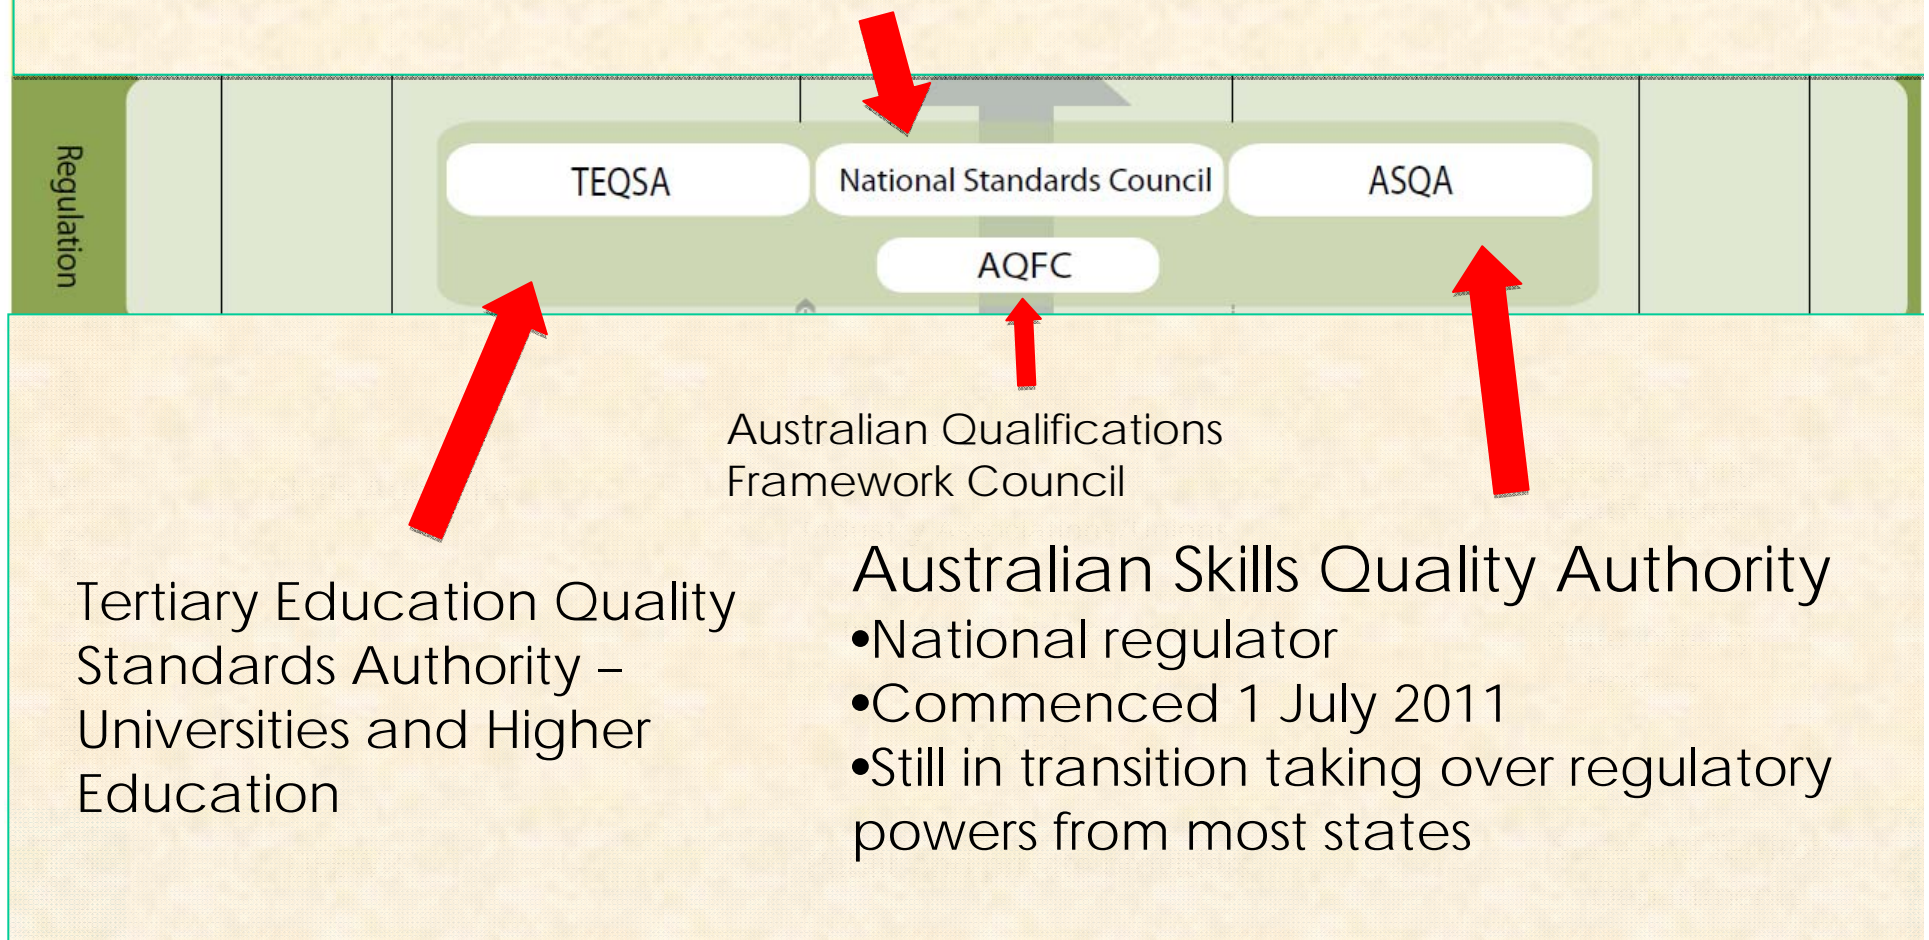 Regulation
TEQSA
National Standards Council
ASQA
AQFC
Australian Qualifications
Framework Council
Tertiary Education Quality
Standards Authority –
Universities and Higher
Education
Australian Skills Quality Authority
•National regulator
•Commenced 1 July 2011
•Still in transition taking over regulatory
powers from most states